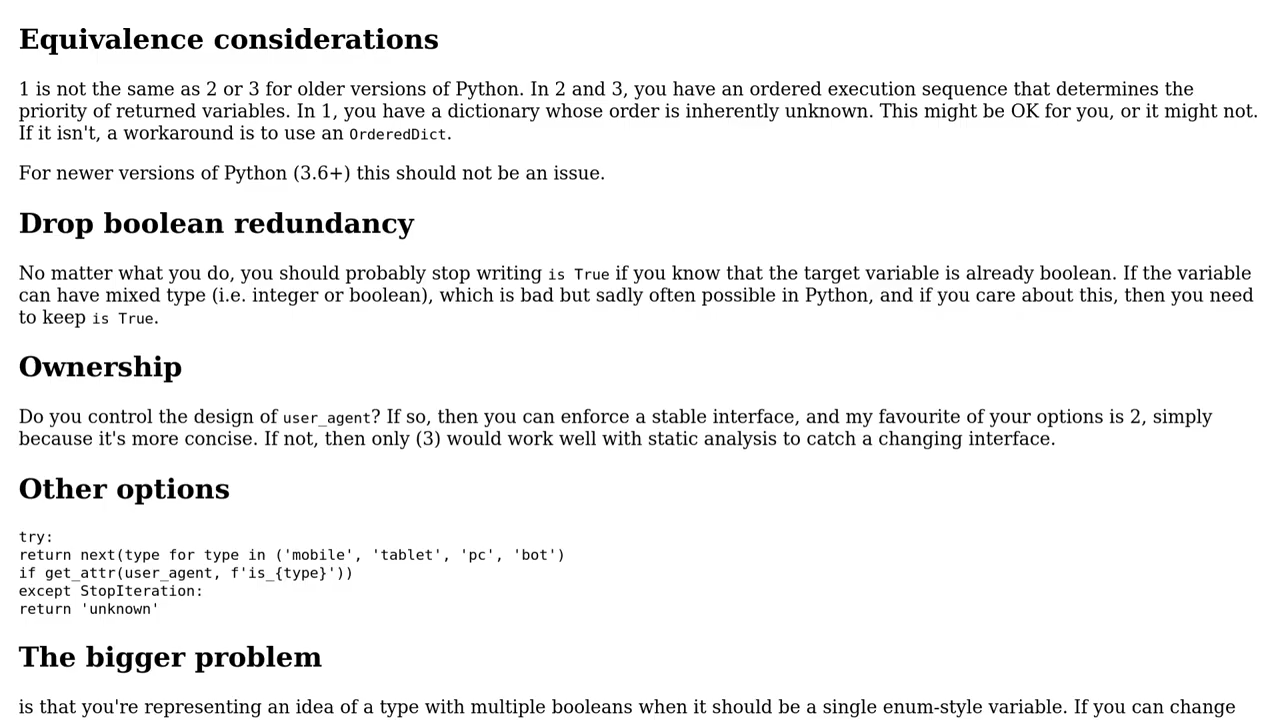 Equivalence considerations
1 is not the same as 2 or 3 for older versions of Python. In 2 and 3, you have an ordered execution sequence that determines the
priority of returned variables. In 1, you have a dictionary whose order is inherently unknown. This might be OK for you, or it might not.
If it isn't, a workaround is to use an OrderedDict.
For newer versions of Python (3.6+) this should not be an issue.
Drop boolean redundancy
No matter what you do, you should probably stop writing is True if you know that the target variable is already boolean. If the variable
can have mixed type (i.e. integer or boolean), which is bad but sadly often possible in Python, and if you care about this, then you need
to keep is True.
Ownership
Do you control the design of user_agent? If so, then you can enforce a stable interface, and my favourite of your options is 2, simply
because it's more concise. If not, then only (3) would work well with static analysis to catch a changing interface.
Other options
try:
return next(type for type in ('mobile', 'tablet', 'pc', 'bot')
if get_attr(user_agent, f'is_{type}'))
except StopIteration:
return 'unknown'
The bigger problem
is that you're representing an idea of a type with multiple booleans when it should be a single enum-style variable. If you can change